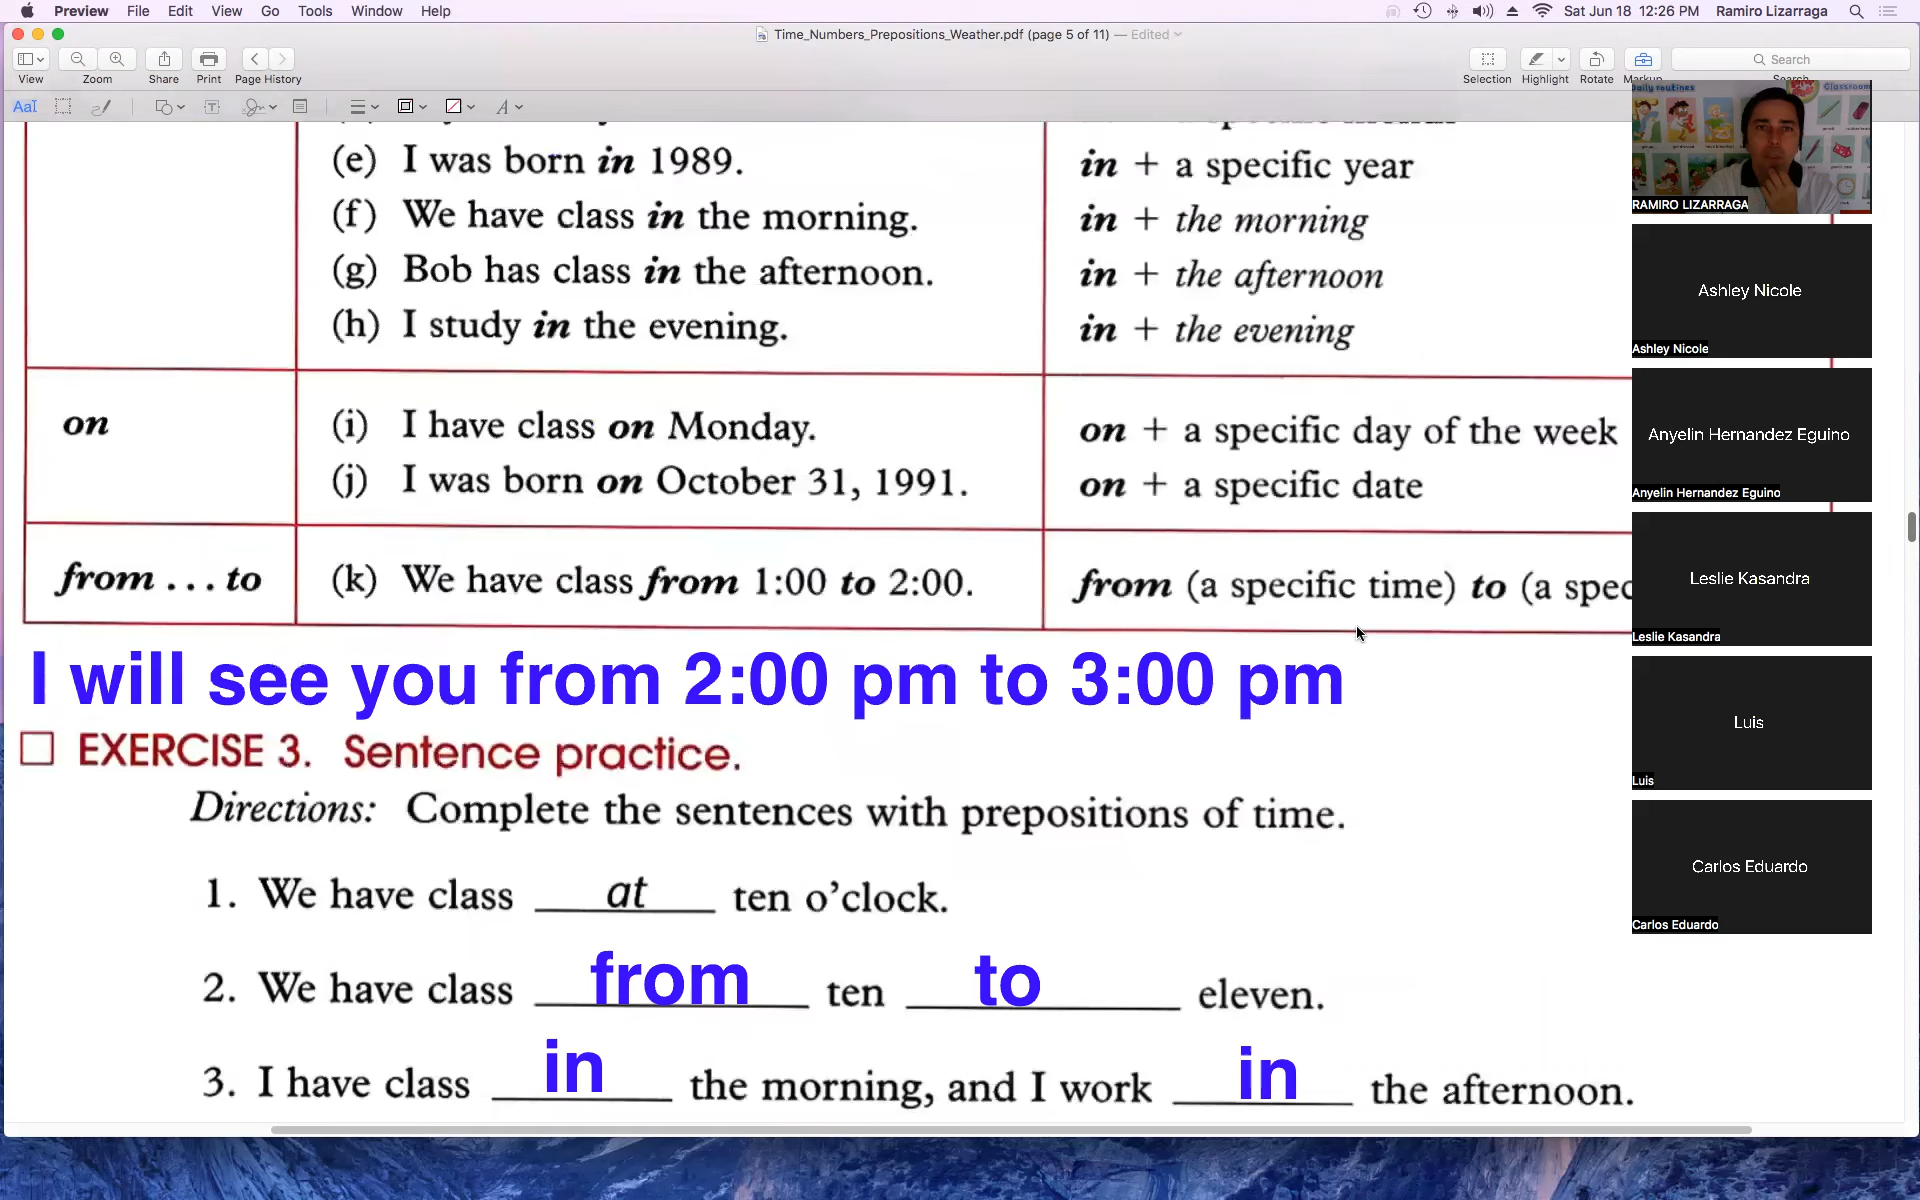 Preview File Edit View Go Tools Window Help Sat Jun 18 12:26 PM Ramiro Lizarraga
Time_Numbers_Prepositions_Weather.pdf (page 5 of 11) — Edited
View Zoom Share Print Page History Selection Highlight Rotate Markup Search
Search
(e) I was born in 1989. in + a specific year
(f) We have class in the morning. in + the morning
(g) Bob has class in the afternoon. in + the afternoon
(h) I study in the evening. in + the evening
on (i) I have class on Monday. on + a specific day of the week
(j) I was born on October 31, 1991. on + a specific date
from . . . to (k) We have class from 1:00 to 2:00. from (a specific time) to (a spec
I will see you from 2:00 pm to 3:00 pm
EXERCISE 3. Sentence practice.
Directions: Complete the sentences with prepositions of time.
1. We have class at ten o'clock.
2. We have class from ten to eleven.
3. I have class in the morning, and I work in the afternoon.
Daily routines Classroom
RAMIRO LIZARRAGA
Ashley Nicole
Ashley Nicole
Anyelin Hernandez Eguino
Anyelin Hernandez Eguino
Leslie Kasandra
Leslie Kasandra
Luis
Luis
Carlos Eduardo
Carlos Eduardo